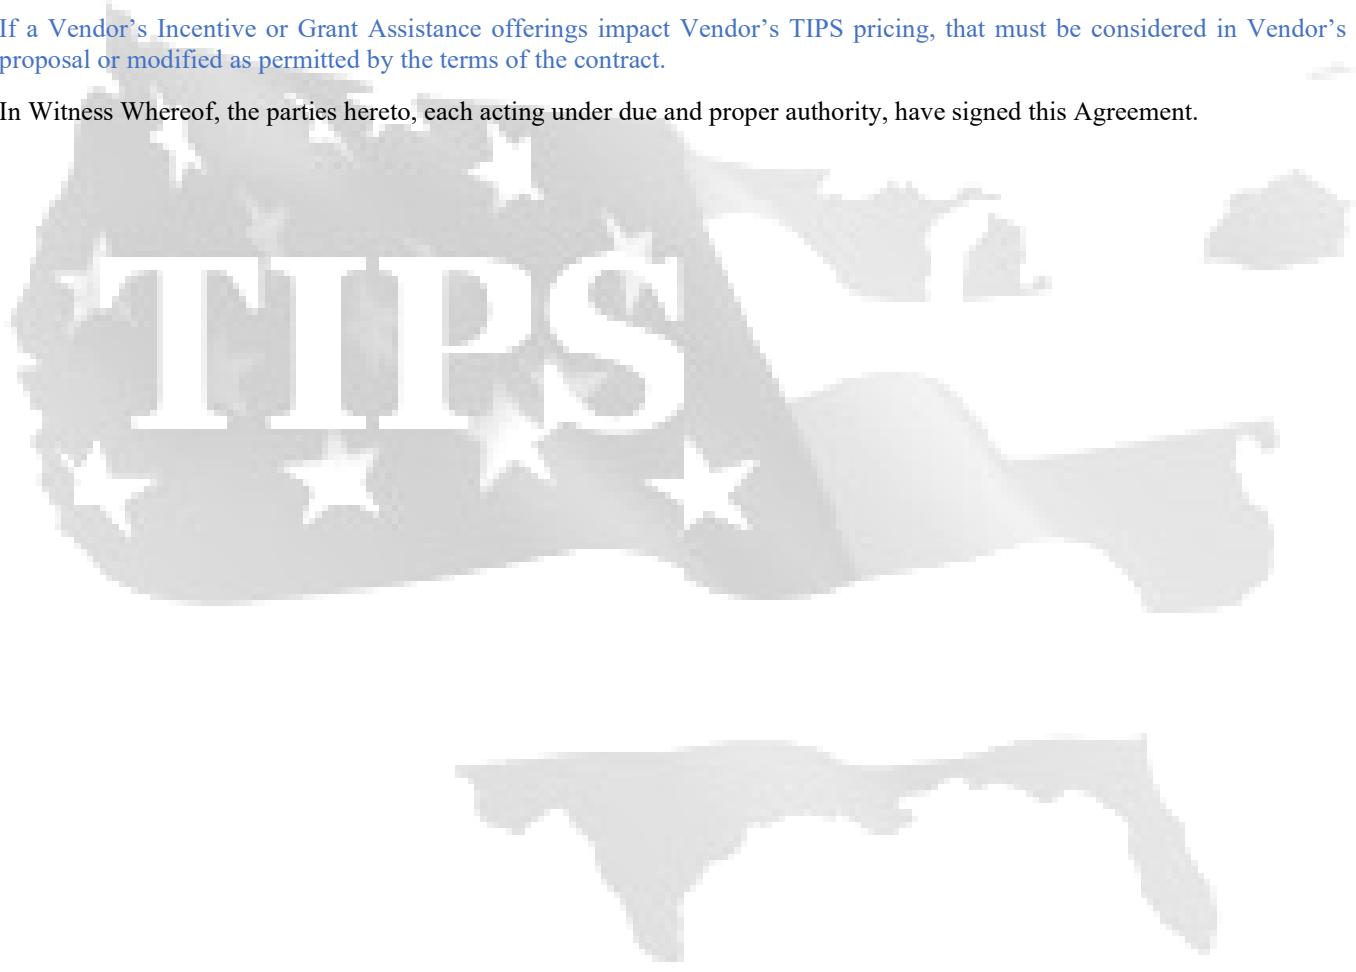 If a Vendor’s Incentive or Grant Assistance offerings impact Vendor’s TIPS pricing, that must be considered in Vendor’s
proposal or modified as permitted by the terms of the contract.
In Witness Whereof, the parties hereto, each acting under due and proper authority, have signed this Agreement.
TIPS